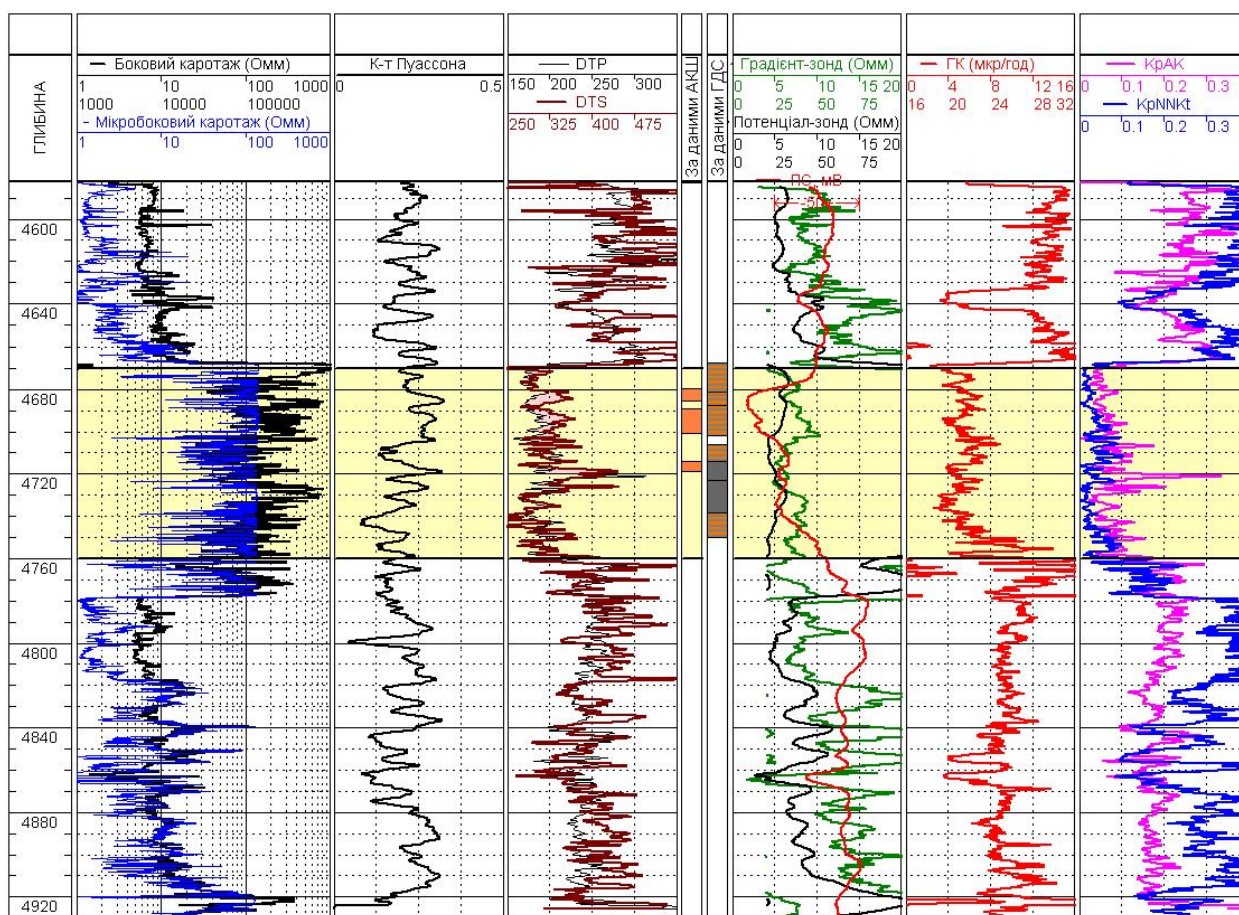 ГЛИБИНА
Боковий каротаж (Омм)
1 10 100 1000
1000 10000 100000
Мікробоковий каротаж (Омм)
1 10 100 1000
К-т Пуассона
0 0.5
DTP
150 200 250 300
DTS
250 325 400 475
За даними АКШ
За даними ГДС
Градієнт-зонд (Омм)
0 5 10 15 20
0 25 50 75
Потенціал-зонд (Омм)
0 5 10 15 20
0 25 50 75
ПС, мВ
ГК (мкр/год)
0 4 8 12 16
16 20 24 28 32
КрАК
0 0.1 0.2 0.3
KpNNKt
0 0.1 0.2 0.3
4600
4640
4680
4720
4760
4800
4840
4880
4920